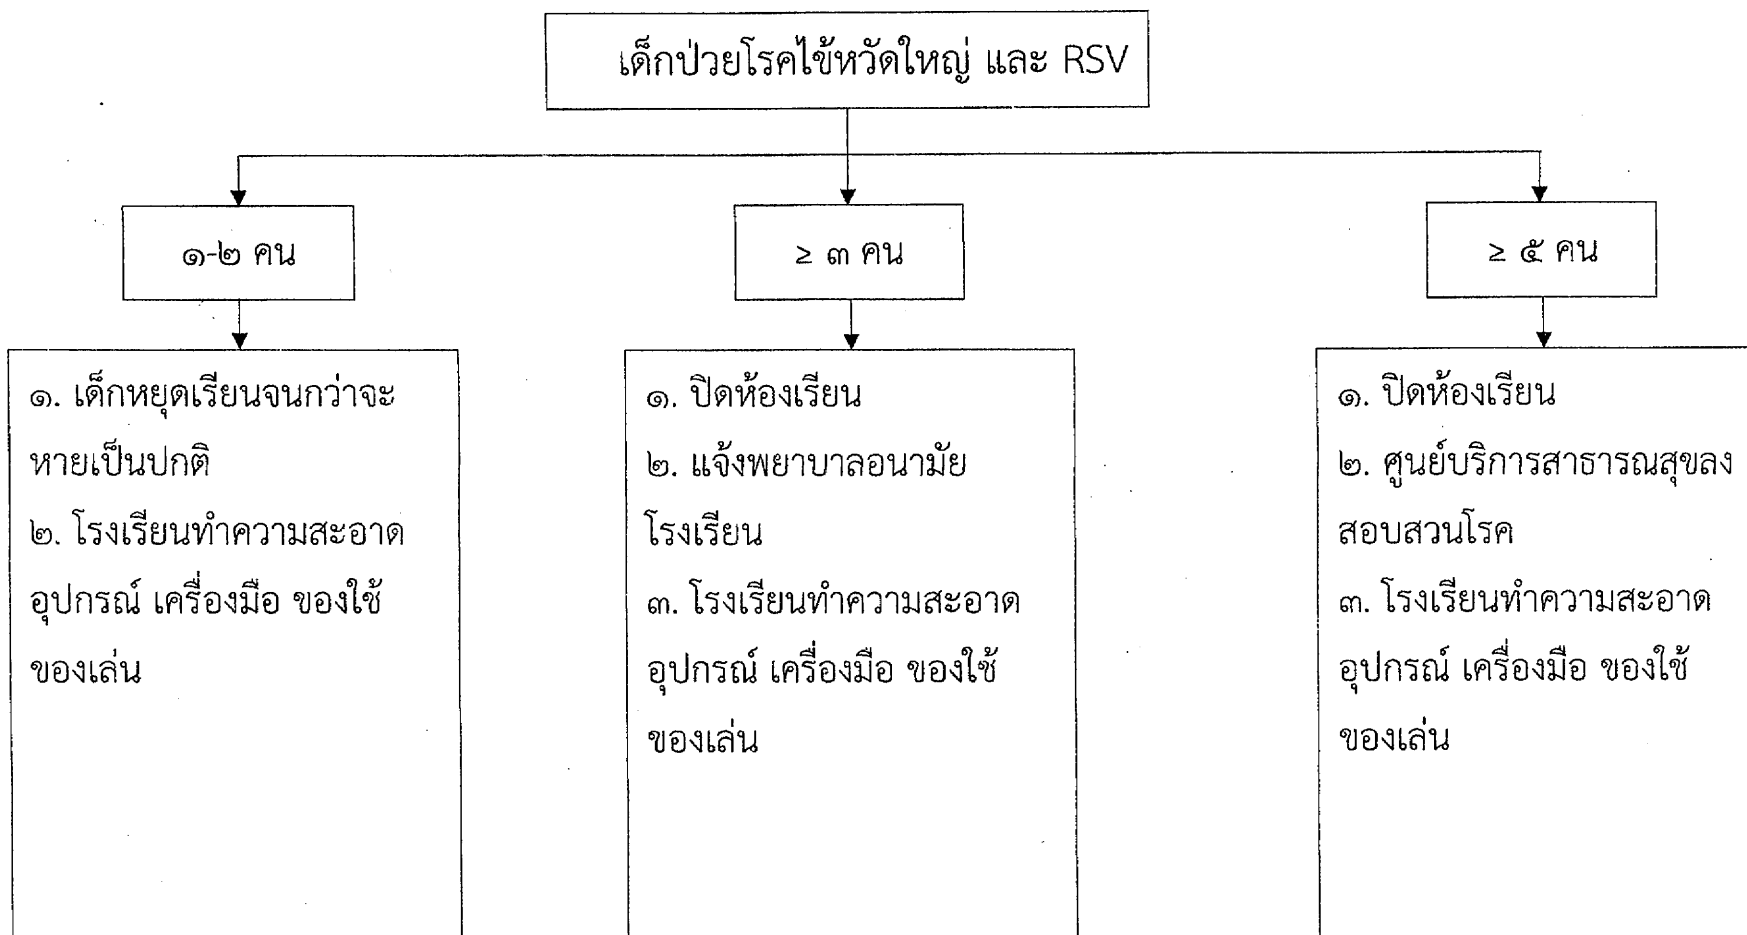 เด็กป่วยโรคไข้หวัดใหญ่ และ RSV
๑-๒ คน
≥ ๓ คน
≥ ๕ คน
๑. เด็กหยุดเรียนจนกว่าจะ
หายเป็นปกติ
๒. โรงเรียนทำความสะอาด
อุปกรณ์ เครื่องมือ ของใช้
ของเล่น
๑. ปิดห้องเรียน
๒. แจ้งพยาบาลอนามัย
โรงเรียน
๓. โรงเรียนทำความสะอาด
อุปกรณ์ เครื่องมือ ของใช้
ของเล่น
๑. ปิดห้องเรียน
๒. ศูนย์บริการสาธารณสุขลง
สอบสวนโรค
๓. โรงเรียนทำความสะอาด
อุปกรณ์ เครื่องมือ ของใช้
ของเล่น